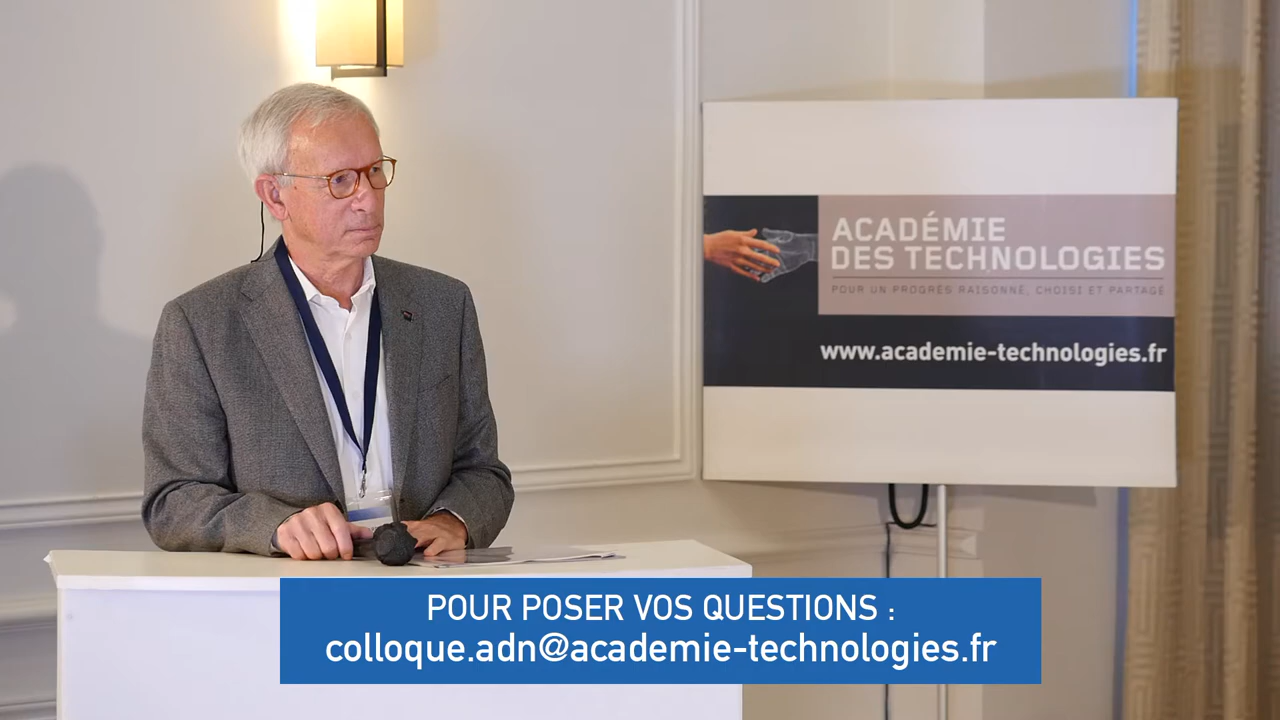 ACADÉMIE
DES TECHNOLOGIES
POUR UN PROGRÈS RAISONNÉ, CHOISI ET PARTAGÉ
www.academie-technologies.fr
POUR POSER VOS QUESTIONS :
colloque.adn@academie-technologies.fr